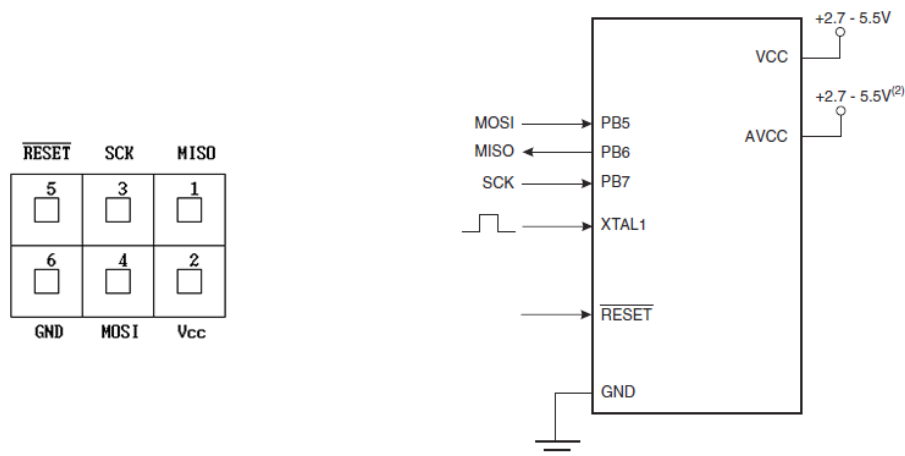 RESET SCK MISO
5 3 1
6 4 2
GND MOSI Vcc
+2.7 - 5.5V
VCC
+2.7 - 5.5V(2)
AVCC
MOSI PB5
MISO PB6
SCK PB7
XTAL1
RESET
GND